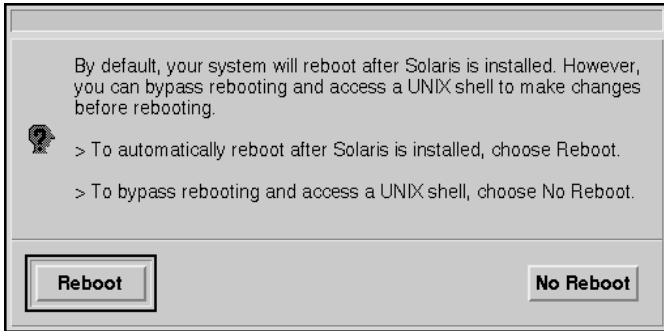 By default, your system will reboot after Solaris is installed. However,
you can bypass rebooting and access a UNIX shell to make changes
before rebooting.
> To automatically reboot after Solaris is installed, choose Reboot.
> To bypass rebooting and access a UNIX shell, choose No Reboot.
Reboot
No Reboot